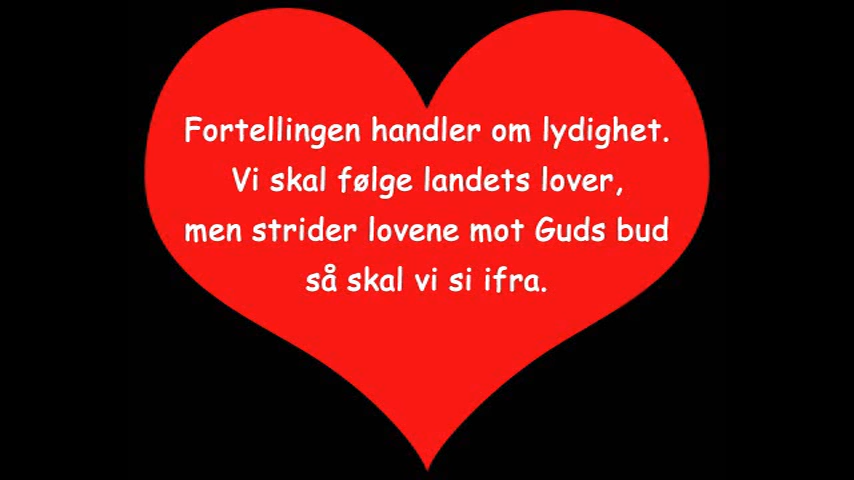 Fortellingen handler om lydighet.
Vi skal følge landets lover,
men strider lovene mot Guds bud
så skal vi si ifra.